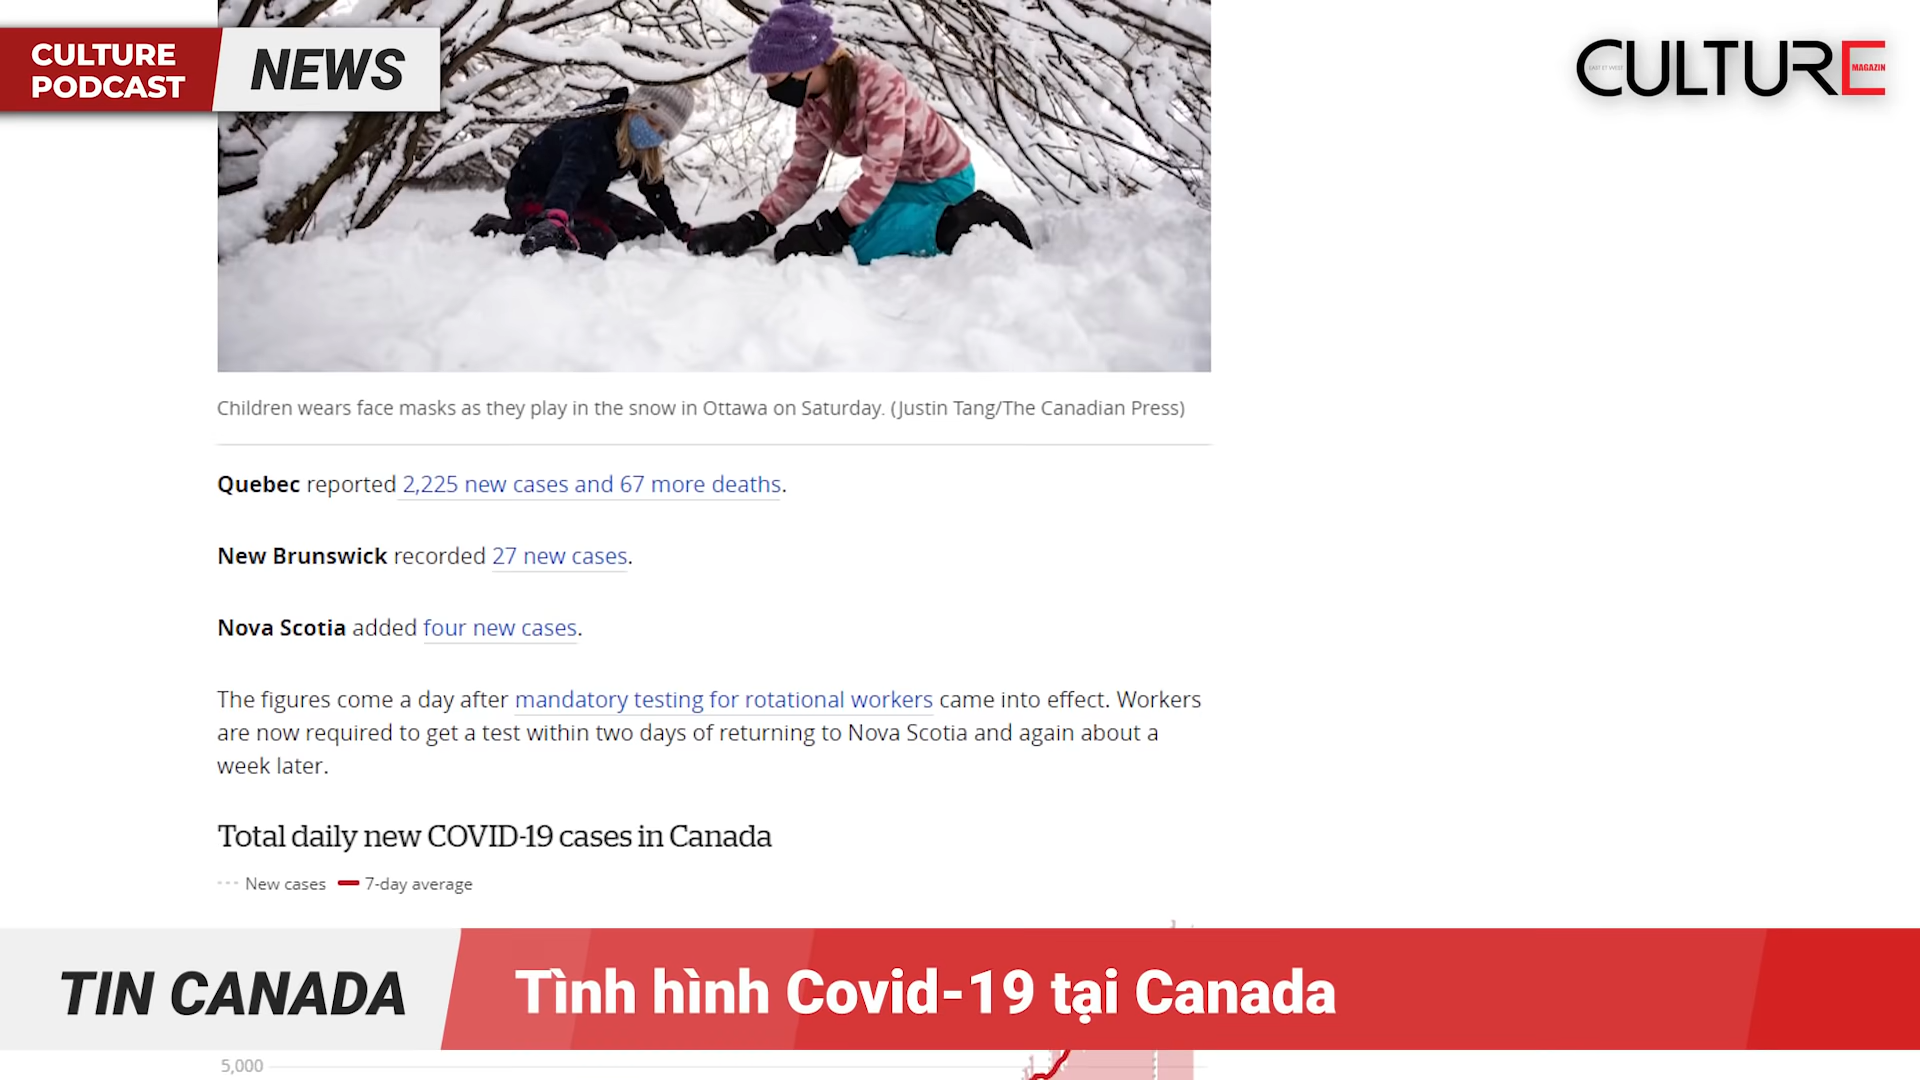 CULTURE
PODCAST
NEWS
CULTURE
MAGAZIN
Children wears face masks as they play in the snow in Ottawa on Saturday. (Justin Tang/The Canadian Press)
Quebec reported 2,225 new cases and 67 more deaths.
New Brunswick recorded 27 new cases.
Nova Scotia added four new cases.
The figures come a day after mandatory testing for rotational workers came into effect. Workers
are now required to get a test within two days of returning to Nova Scotia and again about a
week later.
Total daily new COVID-19 cases in Canada
New cases 7-day average
TIN CANADA
Tình hình Covid-19 tại Canada
5,000